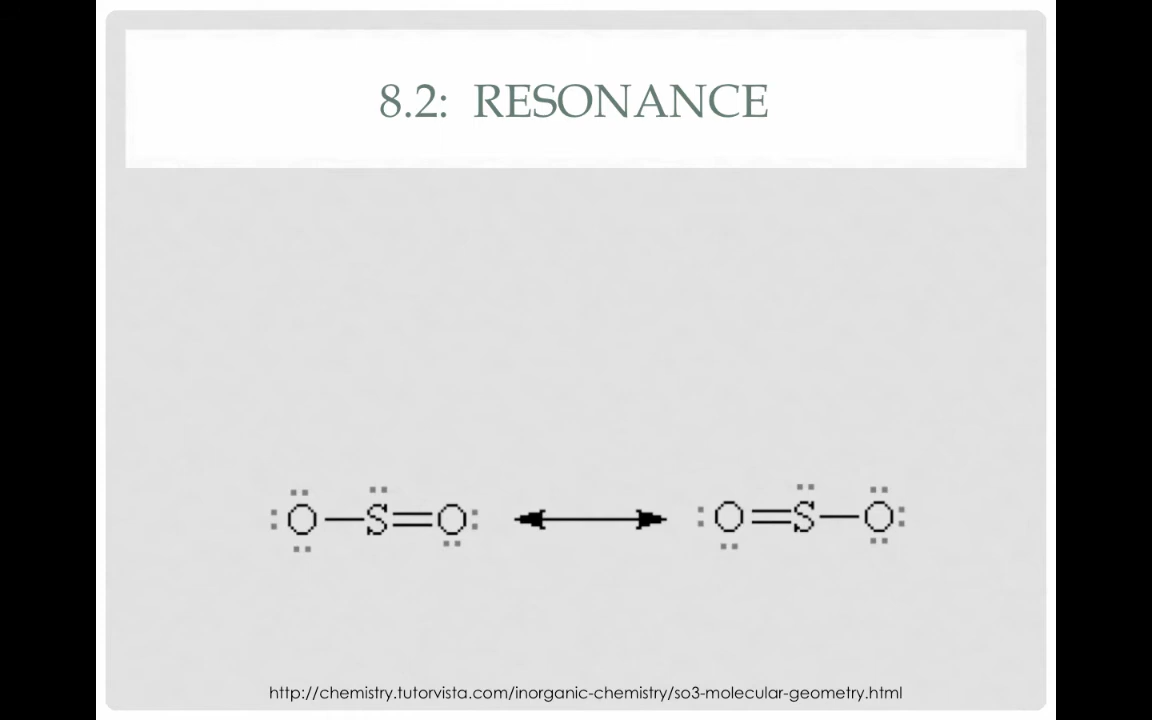 8.2: RESONANCE
:O—S=O: ⟷ :O=S—O:
http://chemistry.tutorvista.com/inorganic-chemistry/so3-molecular-geometry.html